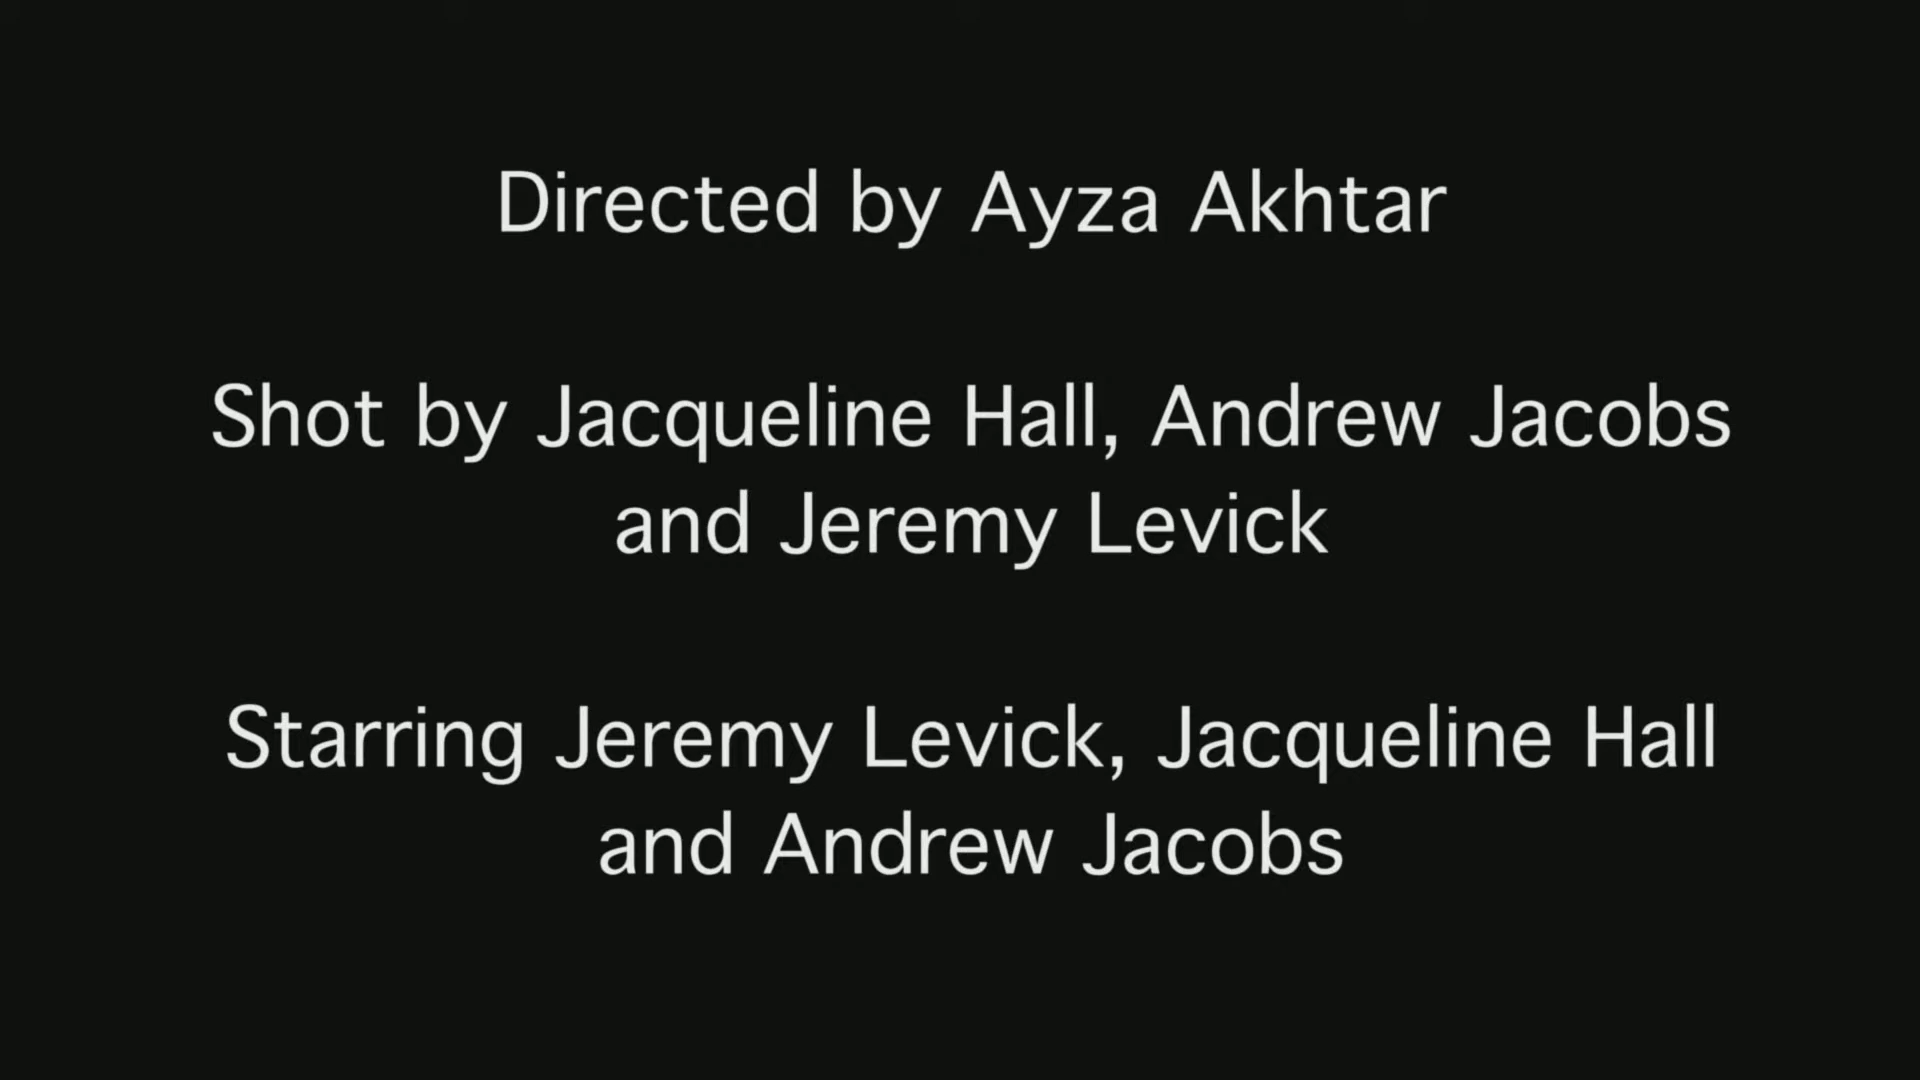 Directed by Ayza Akhtar
Shot by Jacqueline Hall, Andrew Jacobs
and Jeremy Levick
Starring Jeremy Levick, Jacqueline Hall
and Andrew Jacobs